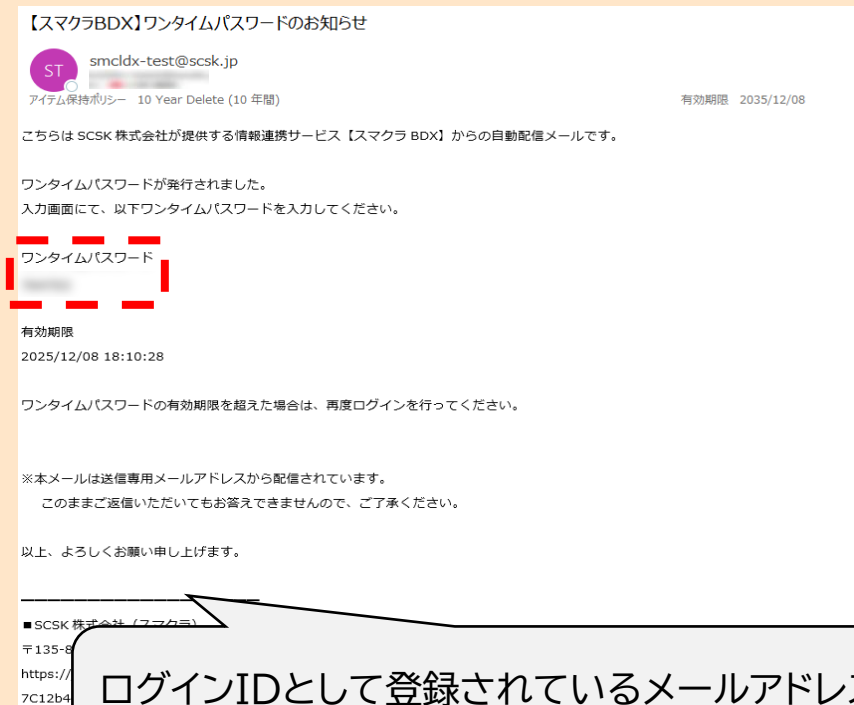 【スマクラBDX】ワンタイムパスワードのお知らせ
ST
smcldx-test@scsk.jp
アイテム保持ポリシー 10 Year Delete (10 年間)
有効期限 2035/12/08
こちらは SCSK 株式会社が提供する情報連携サービス【スマクラ BDX】からの自動配信メールです。
ワンタイムパスワードが発行されました。
入力画面にて、以下ワンタイムパスワードを入力してください。
ワンタイムパスワード
有効期限
2025/12/08 18:10:28
ワンタイムパスワードの有効期限を超えた場合は、再度ログインを行ってください。
※本メールは送信専用メールアドレスから配信されています。
このままご返信いただいてもお答えできませんので、ご了承ください。
以上、よろしくお願い申し上げます。
■SCSK 株式会社（スマクラ）
〒135-8
https://
7C12b4
ログインIDとして登録されているメールアドレス